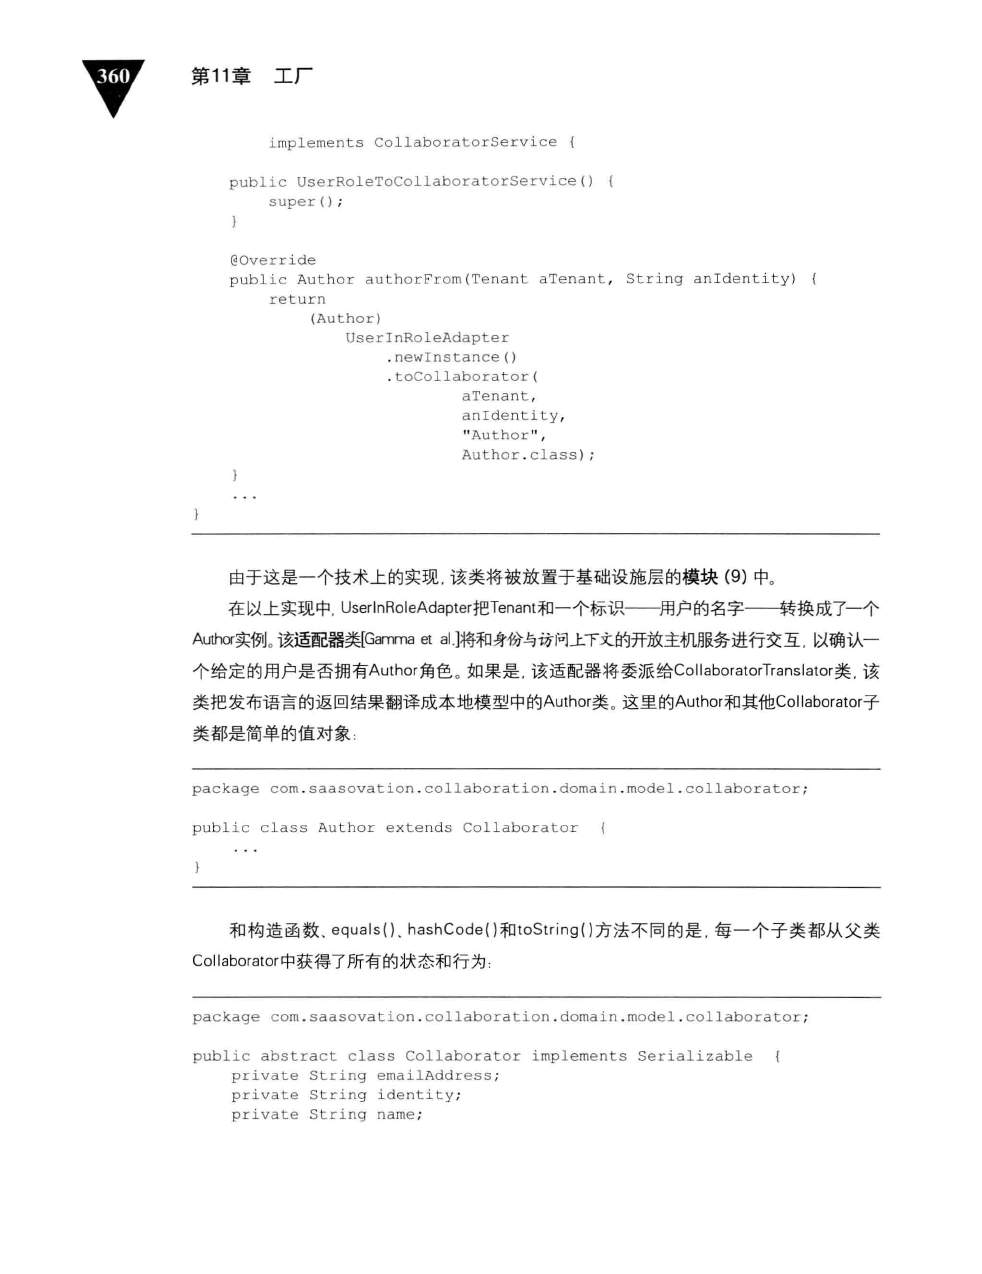 360
第11章 工厂
implements CollaboratorService {
public UserRoleToCollaboratorService() {
super();
}
@Override
public Author authorFrom(Tenant aTenant, String anIdentity) {
return
(Author)
UserInRoleAdapter
.newInstance()
.toCollaborator(
aTenant,
anIdentity,
"Author",
Author.class);
}
...
}
由于这是一个技术上的实现,该类将被放置于基础设施层的模块 (9) 中。
在以上实现中, UserInRoleAdapter把Tenant和一个标识——用户的名字——转换成了一个
Author实例。该适配器类[Gamma et al.]将和身份与访问上下文的开放主机服务进行交互, 以确认一
个给定的用户是否拥有Author角色。如果是, 该适配器将委派给CollaboratorTranslator类, 该
类把发布语言的返回结果翻译成本地模型中的Author类。这里的Author和其他Collaborator子
类都是简单的值对象:
package com.saasovation.collaboration.domain.model.collaborator;
public class Author extends Collaborator {
...
}
和构造函数、equals()、hashCode()和toString()方法不同的是, 每一个子类都从父类
Collaborator中获得了所有的状态和行为:
package com.saasovation.collaboration.domain.model.collaborator;
public abstract class Collaborator implements Serializable {
private String emailAddress;
private String identity;
private String name;